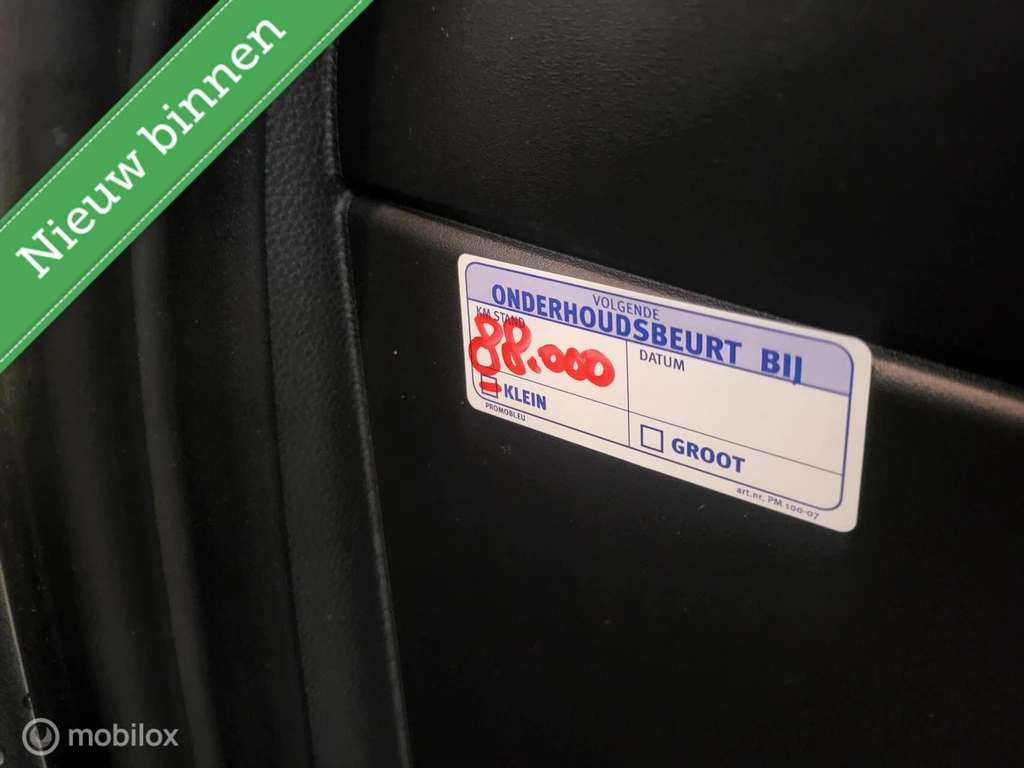 Nieuw binnen
VOLGENDE
ONDERHOUDSBEURT BIJ
KM STAND
88.000
DATUM
KLEIN
GROOT
PROMOBI.EU
art.nr. PM 100-07
mobilox